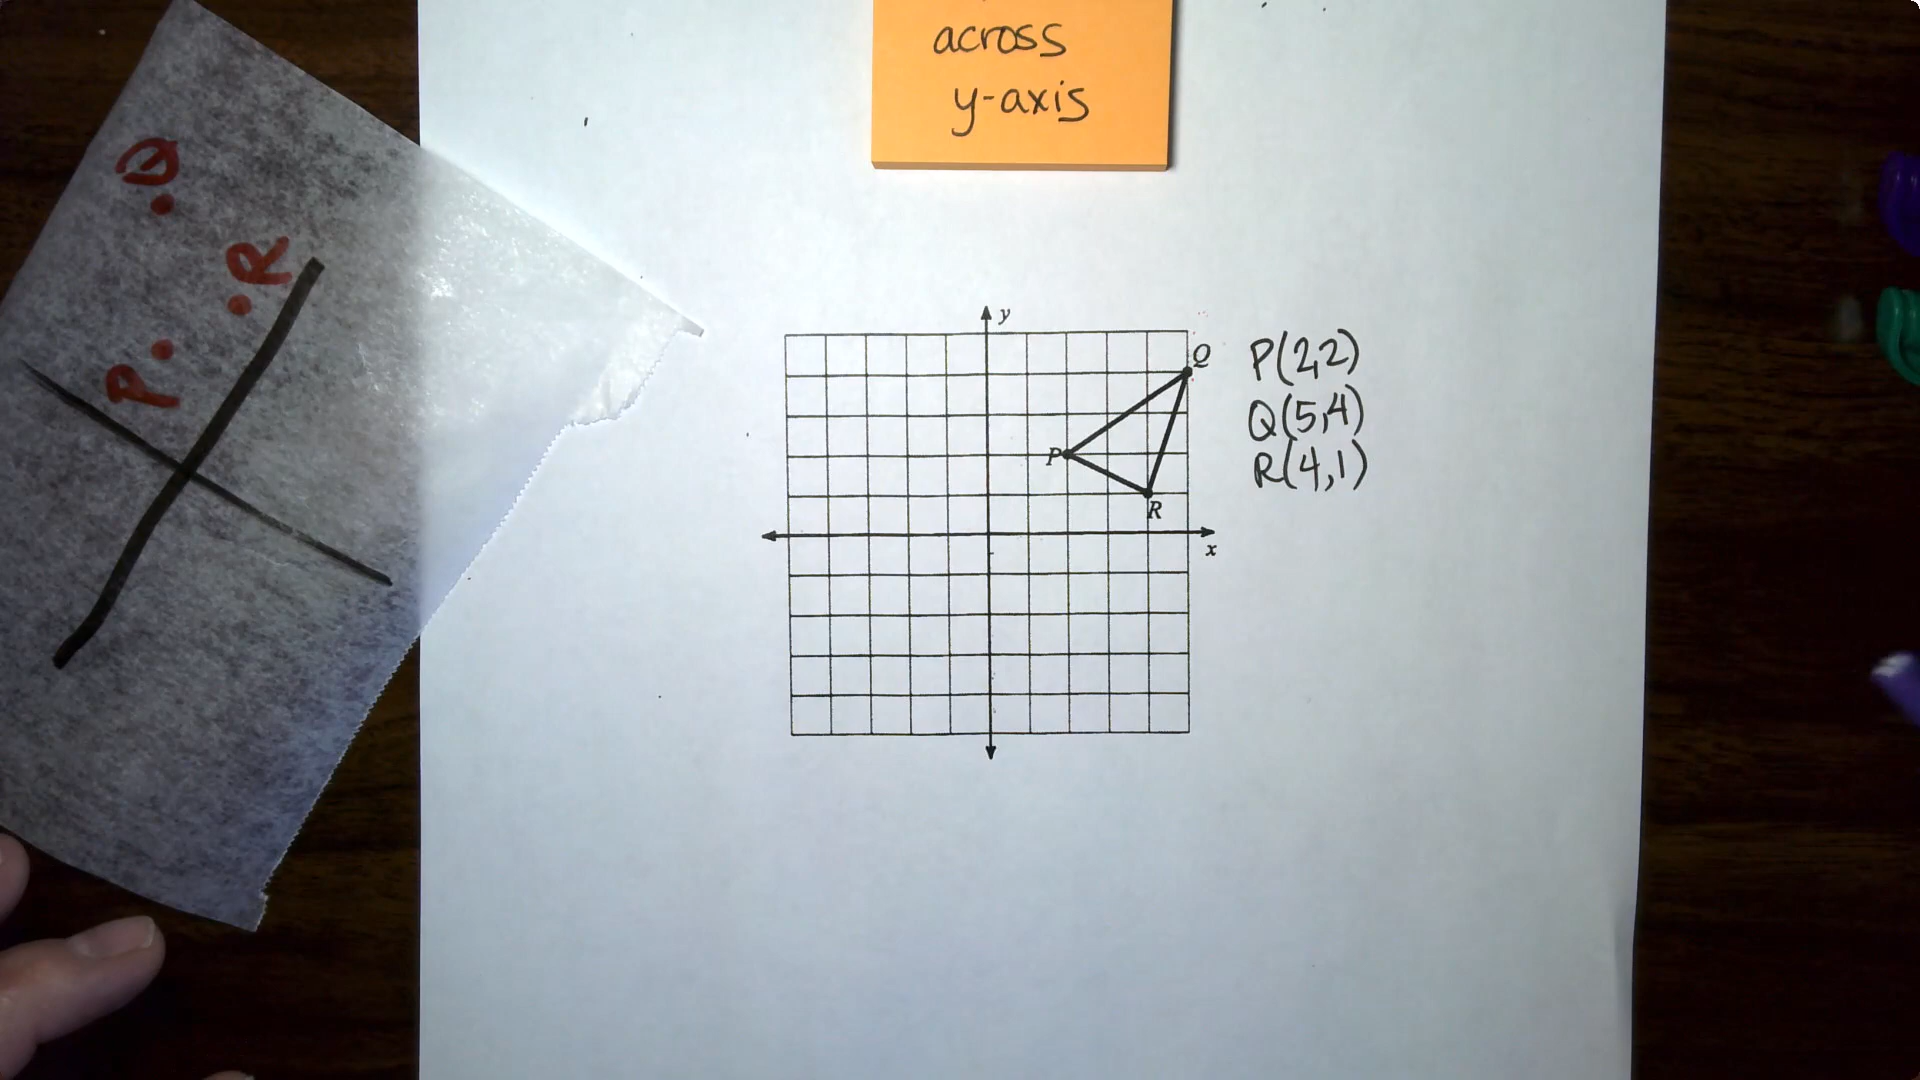 across
y-axis
Q
R
P
y
Q
P
R
x
P(2,2)
Q(5,4)
R(4,1)